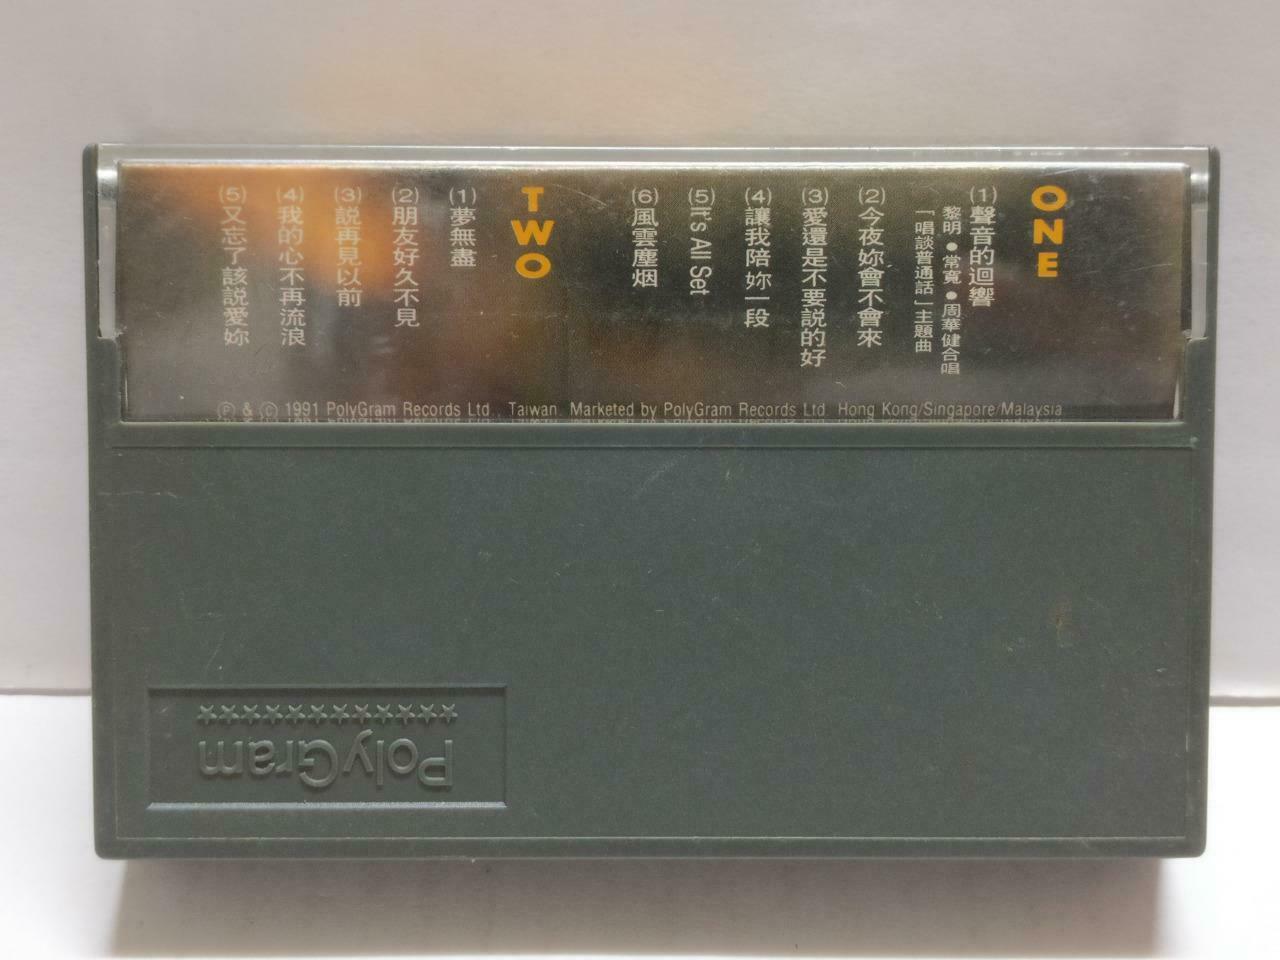 ONE
(1)聲音的迴響
黎明●常寬●周華健合唱
「唱談普通話」主題曲
(2)今夜妳會不會來
(3)愛還是不要説的好
(4)讓我陪妳一段
(5)It's All Set
(6)風雲塵烟
TWO
(1)夢無盡
(2)朋友好久不見
(3)説再見以前
(4)我的心不再流浪
(5)又忘了該説愛妳
Ⓟ & © 1991 PolyGram Records Ltd., Taiwan. Marketed by PolyGram Records Ltd. Hong Kong/Singapore/Malaysia
PolyGram